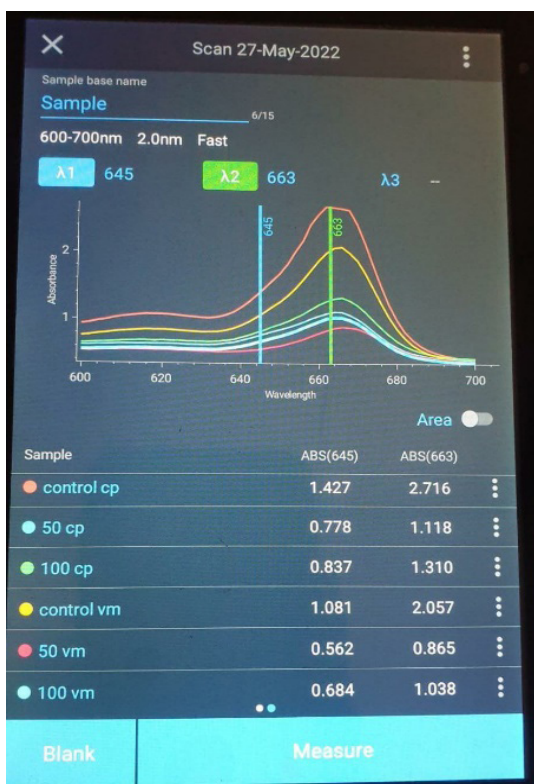 Scan 27-May-2022
Sample base name
Sample
6/15
600-700nm 2.0nm Fast
λ1 645 λ2 663 λ3 –
645
663
Absorbance
2
1
600 620 640 660 680 700
Wavelength
Area
Sample ABS(645) ABS(663)
control cp 1.427 2.716
50 cp 0.778 1.118
100 cp 0.837 1.310
control vm 1.081 2.057
50 vm 0.562 0.865
100 vm 0.684 1.038
Blank Measure